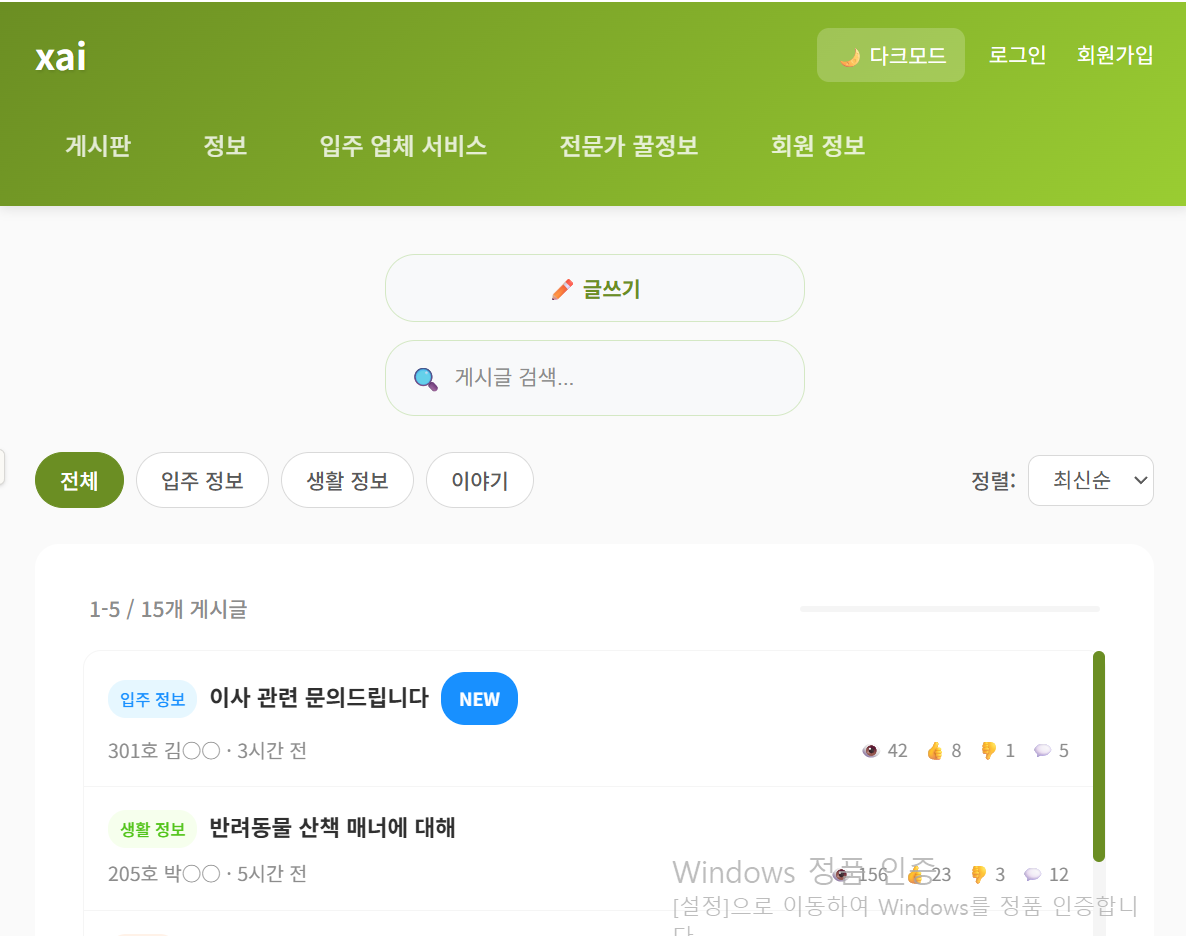 xai
🌙 다크모드 로그인 회원가입
게시판 정보 입주 업체 서비스 전문가 꿀정보 회원 정보
✏️ 글쓰기
🔍 게시글 검색...
전체 입주 정보 생활 정보 이야기 정렬: 최신순
1-5 / 15개 게시글
입주 정보 이사 관련 문의드립니다 NEW
301호 김○○ · 3시간 전 👁 42 👍 8 👎 1 💬 5
생활 정보 반려동물 산책 매너에 대해
205호 박○○ · 5시간 전 👁 156 👍 23 👎 3 💬 12
Windows 정품 인증
[설정]으로 이동하여 Windows를 정품 인증합니
다